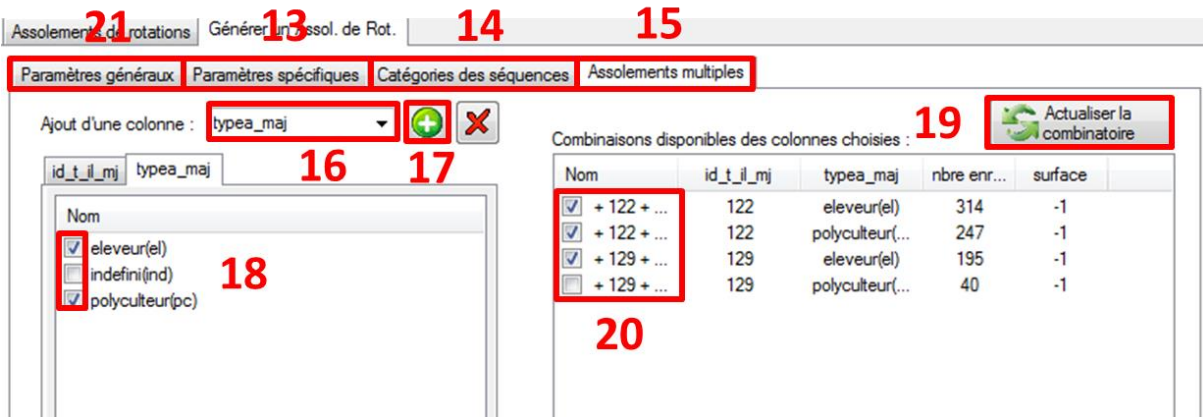 21 13 14 15
Assolements de rotations Générer un Assol. de Rot.
Paramètres généraux Paramètres spécifiques Catégories des séquences Assolements multiples
Ajout d'une colonne : typea_maj
16 17
id_t_il_mj typea_maj
Nom
eleveur(el)
indefini(ind)
polyculteur(pc)
18
19 Actualiser la
combinatoire
Combinaisons disponibles des colonnes choisies :
Nom id_t_il_mj typea_maj nbre enr... surface
+ 122 + ... 122 eleveur(el) 314 -1
+ 122 + ... 122 polyculteur(... 247 -1
+ 129 + ... 129 eleveur(el) 195 -1
+ 129 + ... 129 polyculteur(... 40 -1
20